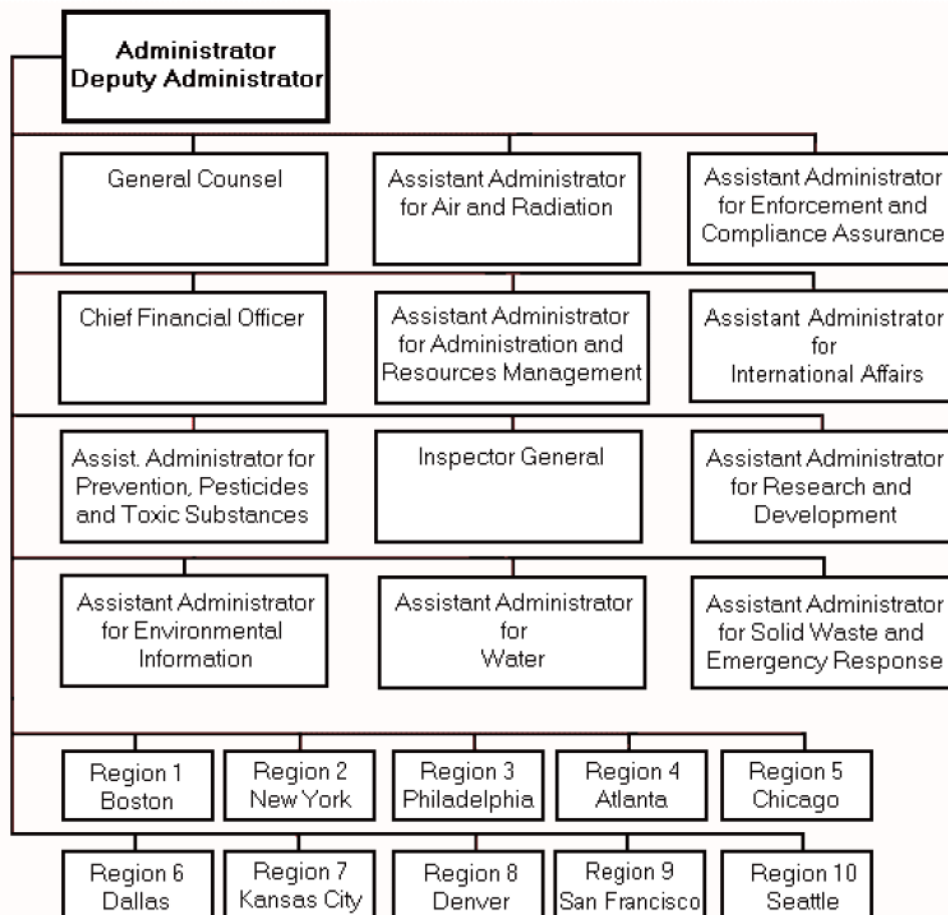 Administrator
Deputy Administrator
General Counsel
Assistant Administrator
for Air and Radiation
Assistant Administrator
for Enforcement and
Compliance Assurance
Chief Financial Officer
Assistant Administrator
for Administration and
Resources Management
Assistant Administrator
for
International Affairs
Assist. Administrator for
Prevention, Pesticides
and Toxic Substances
Inspector General
Assistant Administrator
for Research and
Development
Assistant Administrator
for Environmental
Information
Assistant Administrator
for
Water
Assistant Administrator
for Solid Waste and
Emergency Response
Region 1
Boston
Region 2
New York
Region 3
Philadelphia
Region 4
Atlanta
Region 5
Chicago
Region 6
Dallas
Region 7
Kansas City
Region 8
Denver
Region 9
San Francisco
Region 10
Seattle